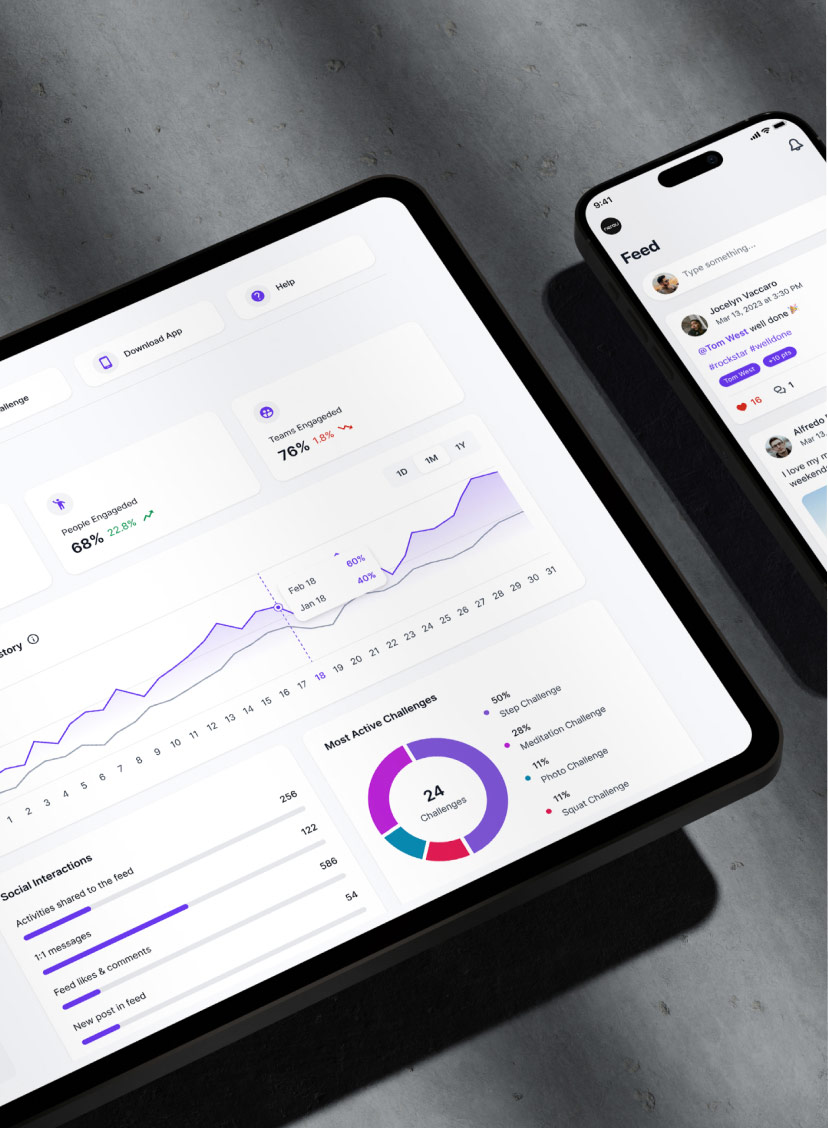 allenge
Download App
Help
People Engageded
68% 22.8%
Teams Engageded
76% 1.8%
story
1D 1M 1Y
Feb 18 60%
Jan 18 40%
1 2 3 4 5 6 7 8 9 10 11 12 13 14 15 16 17 18 19 20 21 22 23 24 25 26 27 28 29 30 31
Social Interactions
Activities shared to the feed 256
1:1 messages 122
Feed likes & comments 586
New post in feed 54
Most Active Challenges
24
Challenges
50%
Step Challenge
28%
Meditation Challenge
11%
Photo Challenge
11%
Squat Challenge
9:41
Feed
Type something...
Jocelyn Vaccaro
Mar 13, 2023 at 3:30 PM
@Tom West well done 🎉
#rockstar #welldone
Tom West +10 pts
16 1
Alfredo
Mar 13,
I love my m
weekend